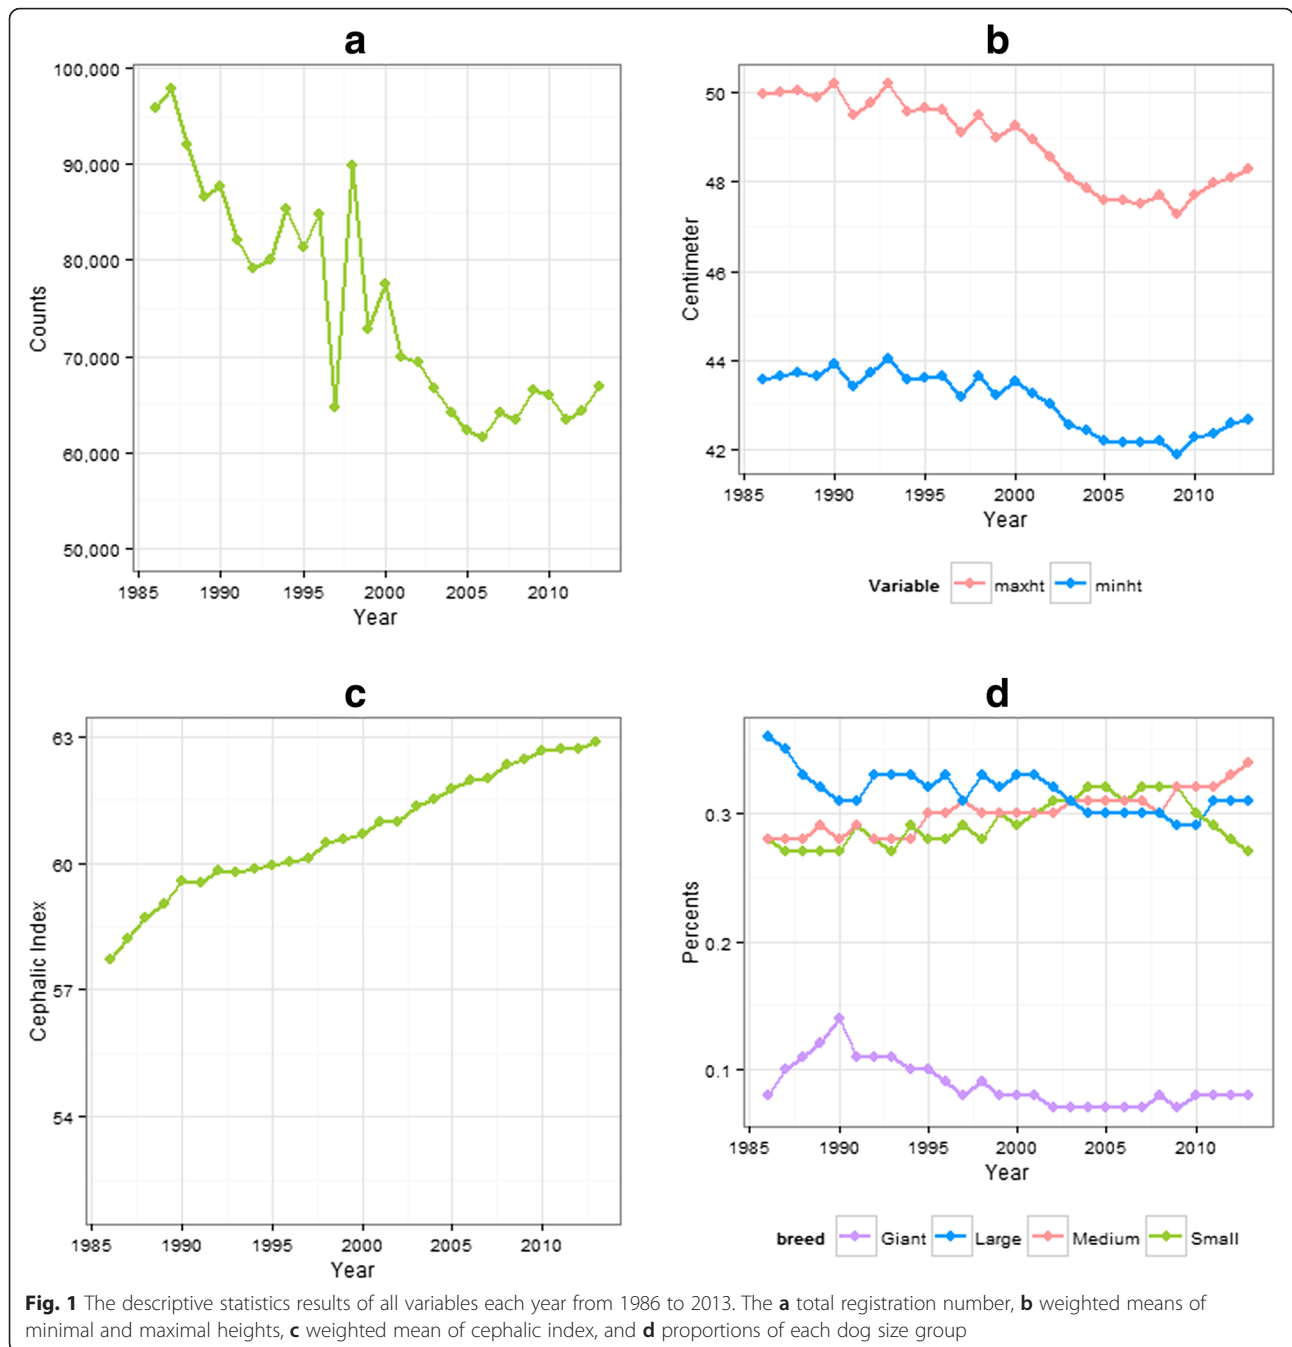 a
100,000
90,000
80,000
70,000
60,000
50,000
Counts
1985 1990 1995 2000 2005 2010
Year
b
50
48
46
44
42
Centimeter
1985 1990 1995 2000 2005 2010
Year
Variable maxht minht
c
63
60
57
54
Cephalic Index
1985 1990 1995 2000 2005 2010
Year
d
0.3
0.2
0.1
Percents
1985 1990 1995 2000 2005 2010
Year
breed Giant Large Medium Small
Fig. 1 The descriptive statistics results of all variables each year from 1986 to 2013. The a total registration number, b weighted means of
minimal and maximal heights, c weighted mean of cephalic index, and d proportions of each dog size group